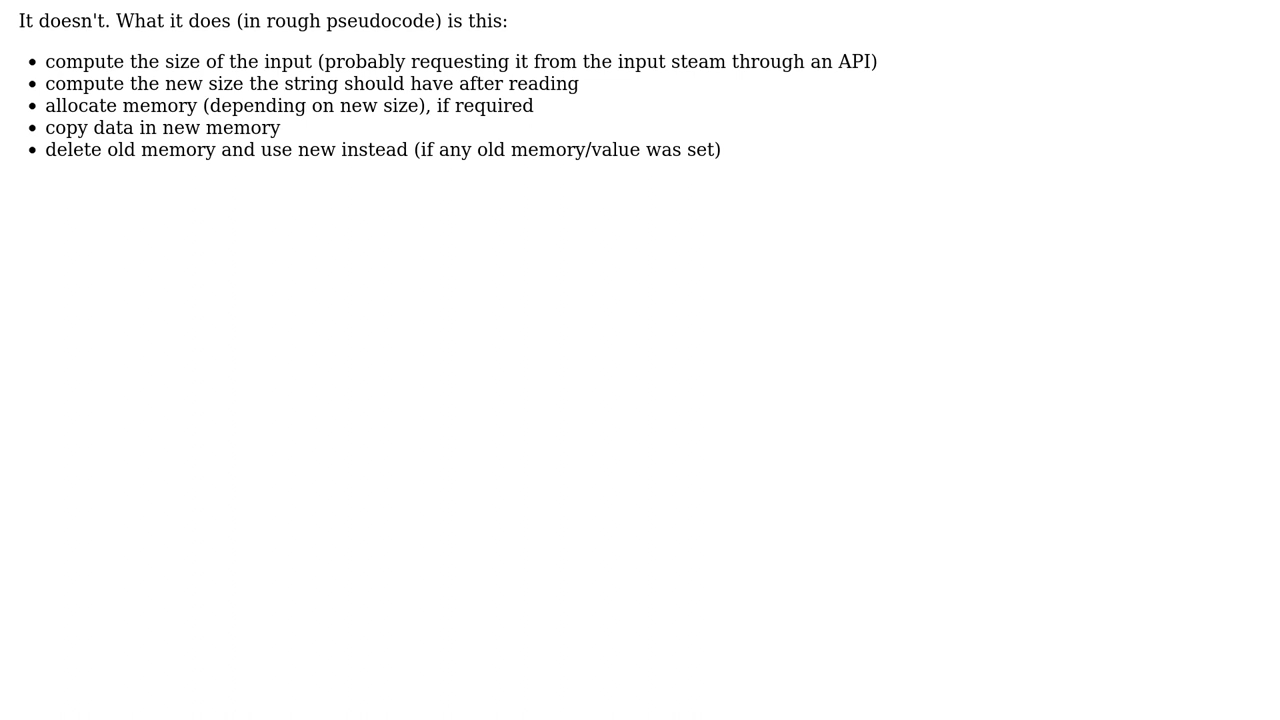 It doesn't. What it does (in rough pseudocode) is this:
• compute the size of the input (probably requesting it from the input steam through an API)
• compute the new size the string should have after reading
• allocate memory (depending on new size), if required
• copy data in new memory
• delete old memory and use new instead (if any old memory/value was set)